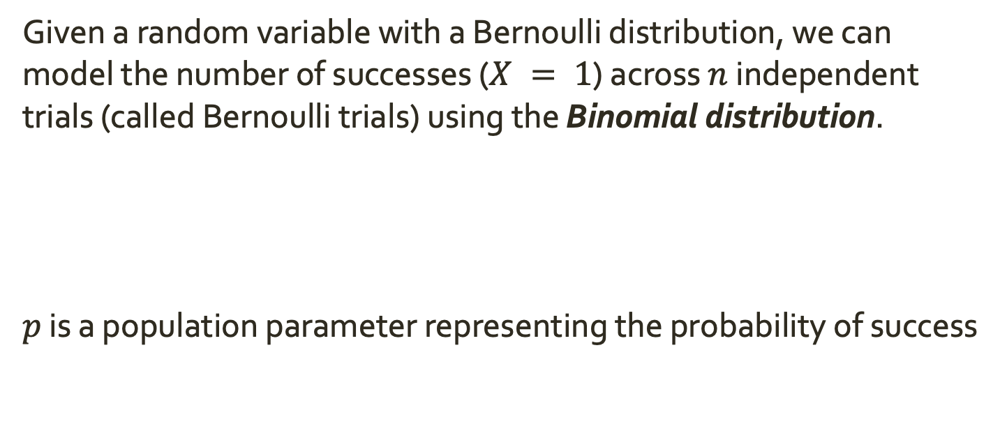 Given a random variable with a Bernoulli distribution, we can
model the number of successes (X = 1) across n independent
trials (called Bernoulli trials) using the Binomial distribution.
p is a population parameter representing the probability of success